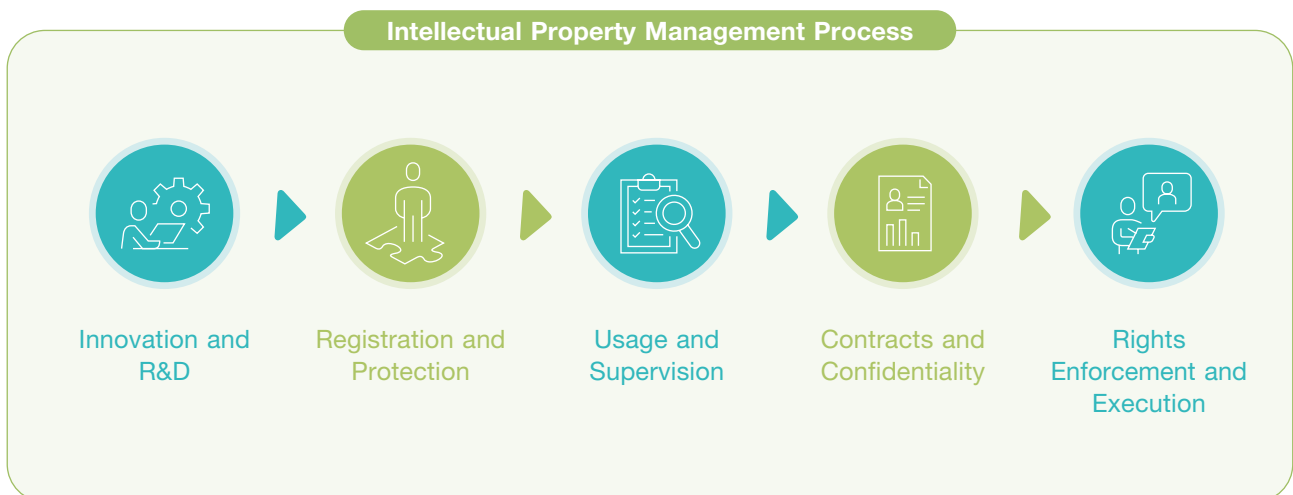 Intellectual Property Management Process
Innovation and
R&D
Registration and
Protection
Usage and
Supervision
Contracts and
Confidentiality
Rights
Enforcement and
Execution